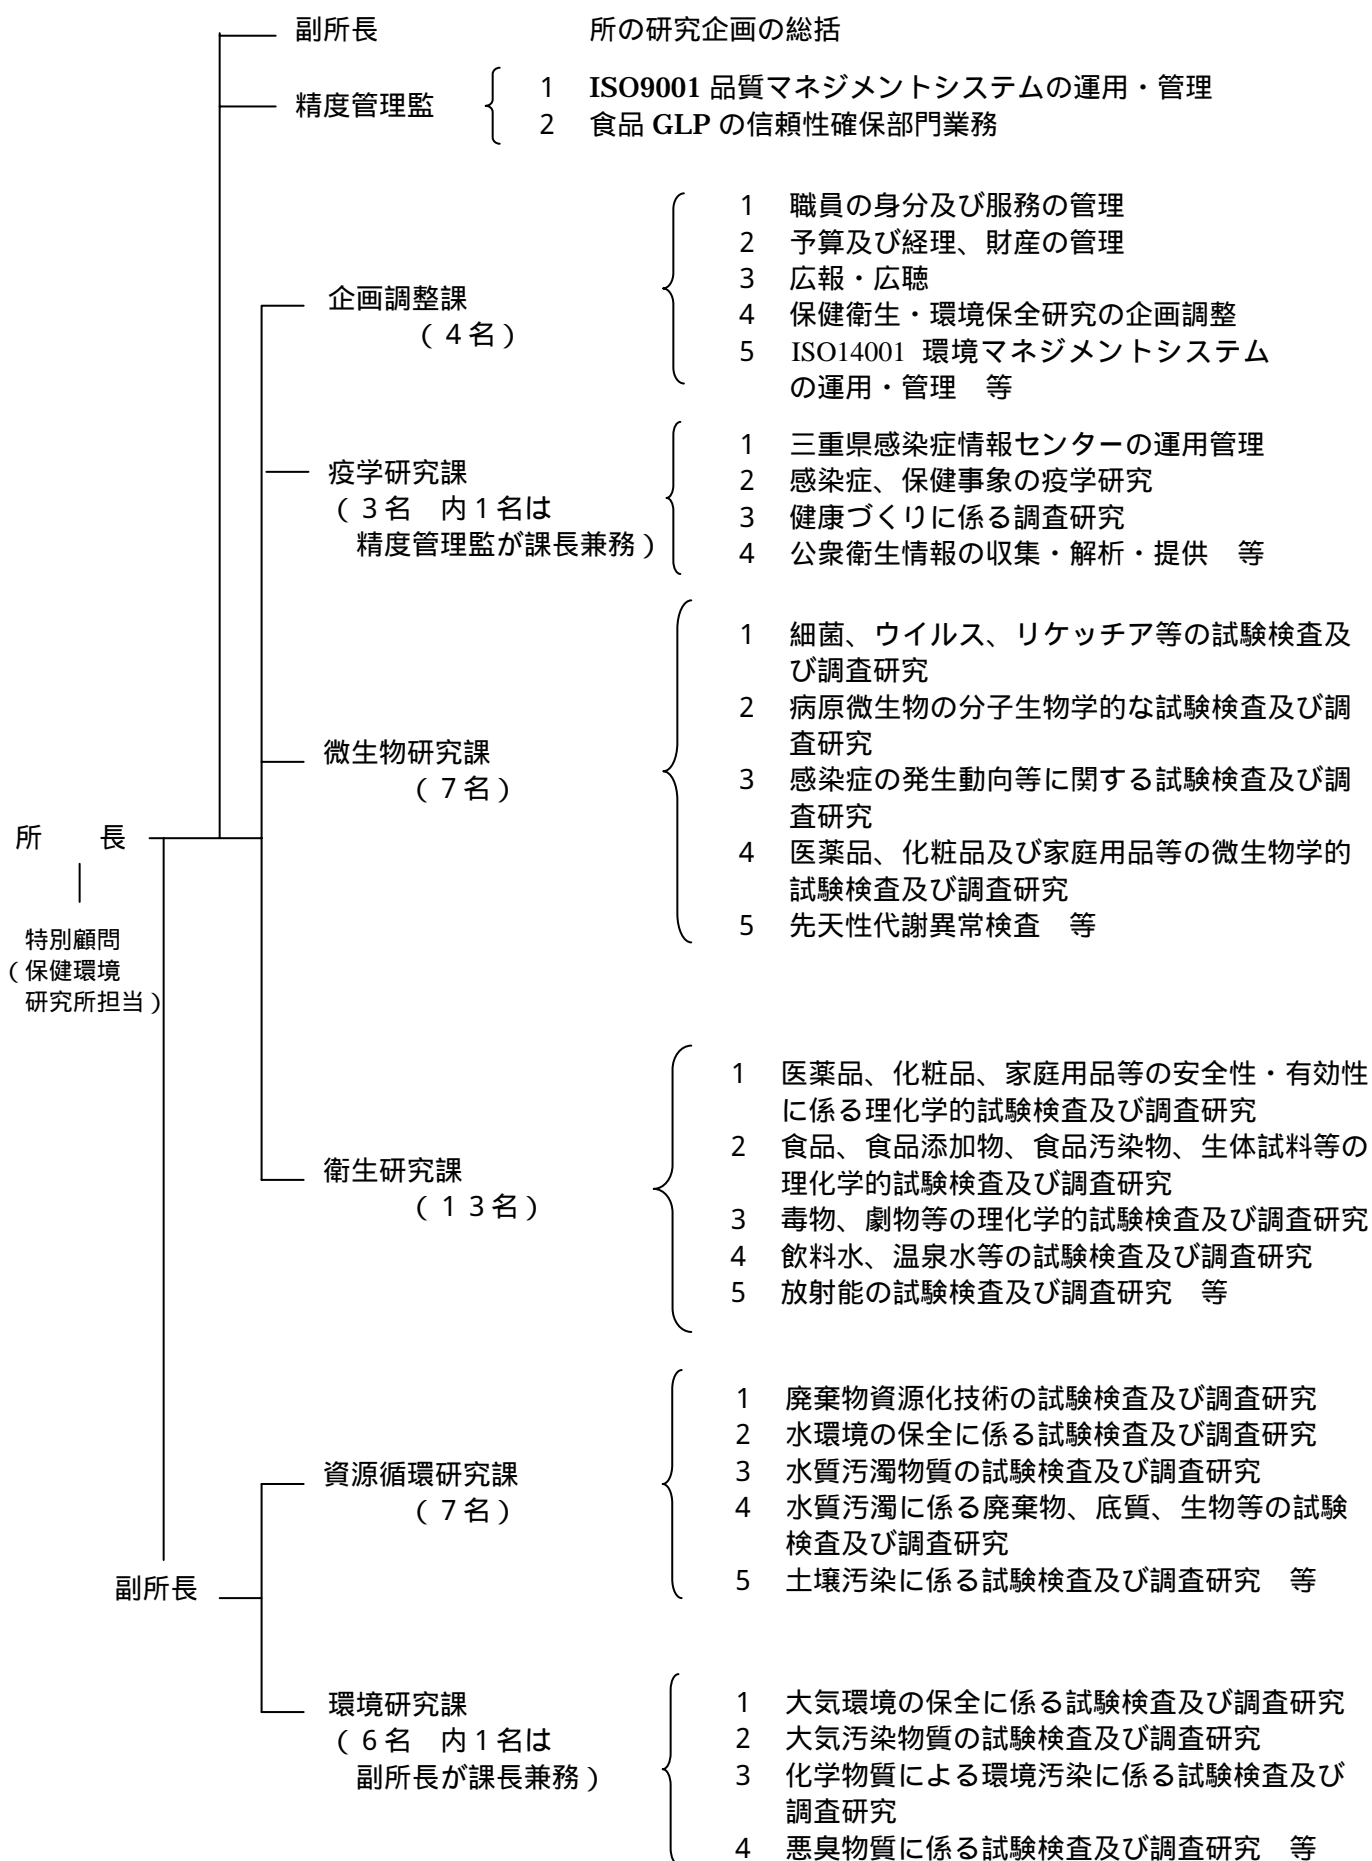 副所長　所の研究企画の総括
精度管理監
1　ISO9001 品質マネジメントシステムの運用・管理
2　食品 GLP の信頼性確保部門業務
企画調整課
（４名）
1　職員の身分及び服務の管理
2　予算及び経理、財産の管理
3　広報・広聴
4　保健衛生・環境保全研究の企画調整
5　ISO14001 環境マネジメントシステム
の運用・管理　等
疫学研究課
（３名　内１名は
精度管理監が課長兼務）
1　三重県感染症情報センターの運用管理
2　感染症、保健事象の疫学研究
3　健康づくりに係る調査研究
4　公衆衛生情報の収集・解析・提供　等
微生物研究課
（７名）
1　細菌、ウイルス、リケッチア等の試験検査及
び調査研究
2　病原微生物の分子生物学的な試験検査及び調
査研究
3　感染症の発生動向等に関する試験検査及び調
査研究
4　医薬品、化粧品及び家庭用品等の微生物学的
試験検査及び調査研究
5　先天性代謝異常検査　等
所　　長
特別顧問
（保健環境
研究所担当）
衛生研究課
（１３名）
1　医薬品、化粧品、家庭用品等の安全性・有効性
に係る理化学的試験検査及び調査研究
2　食品、食品添加物、食品汚染物、生体試料等の
理化学的試験検査及び調査研究
3　毒物、劇物等の理化学的試験検査及び調査研究
4　飲料水、温泉水等の試験検査及び調査研究
5　放射能の試験検査及び調査研究　等
副所長
資源循環研究課
（７名）
1　廃棄物資源化技術の試験検査及び調査研究
2　水環境の保全に係る試験検査及び調査研究
3　水質汚濁物質の試験検査及び調査研究
4　水質汚濁に係る廃棄物、底質、生物等の試験
検査及び調査研究
5　土壌汚染に係る試験検査及び調査研究　等
環境研究課
（６名　内１名は
副所長が課長兼務）
1　大気環境の保全に係る試験検査及び調査研究
2　大気汚染物質の試験検査及び調査研究
3　化学物質による環境汚染に係る試験検査及び
調査研究
4　悪臭物質に係る試験検査及び調査研究　等